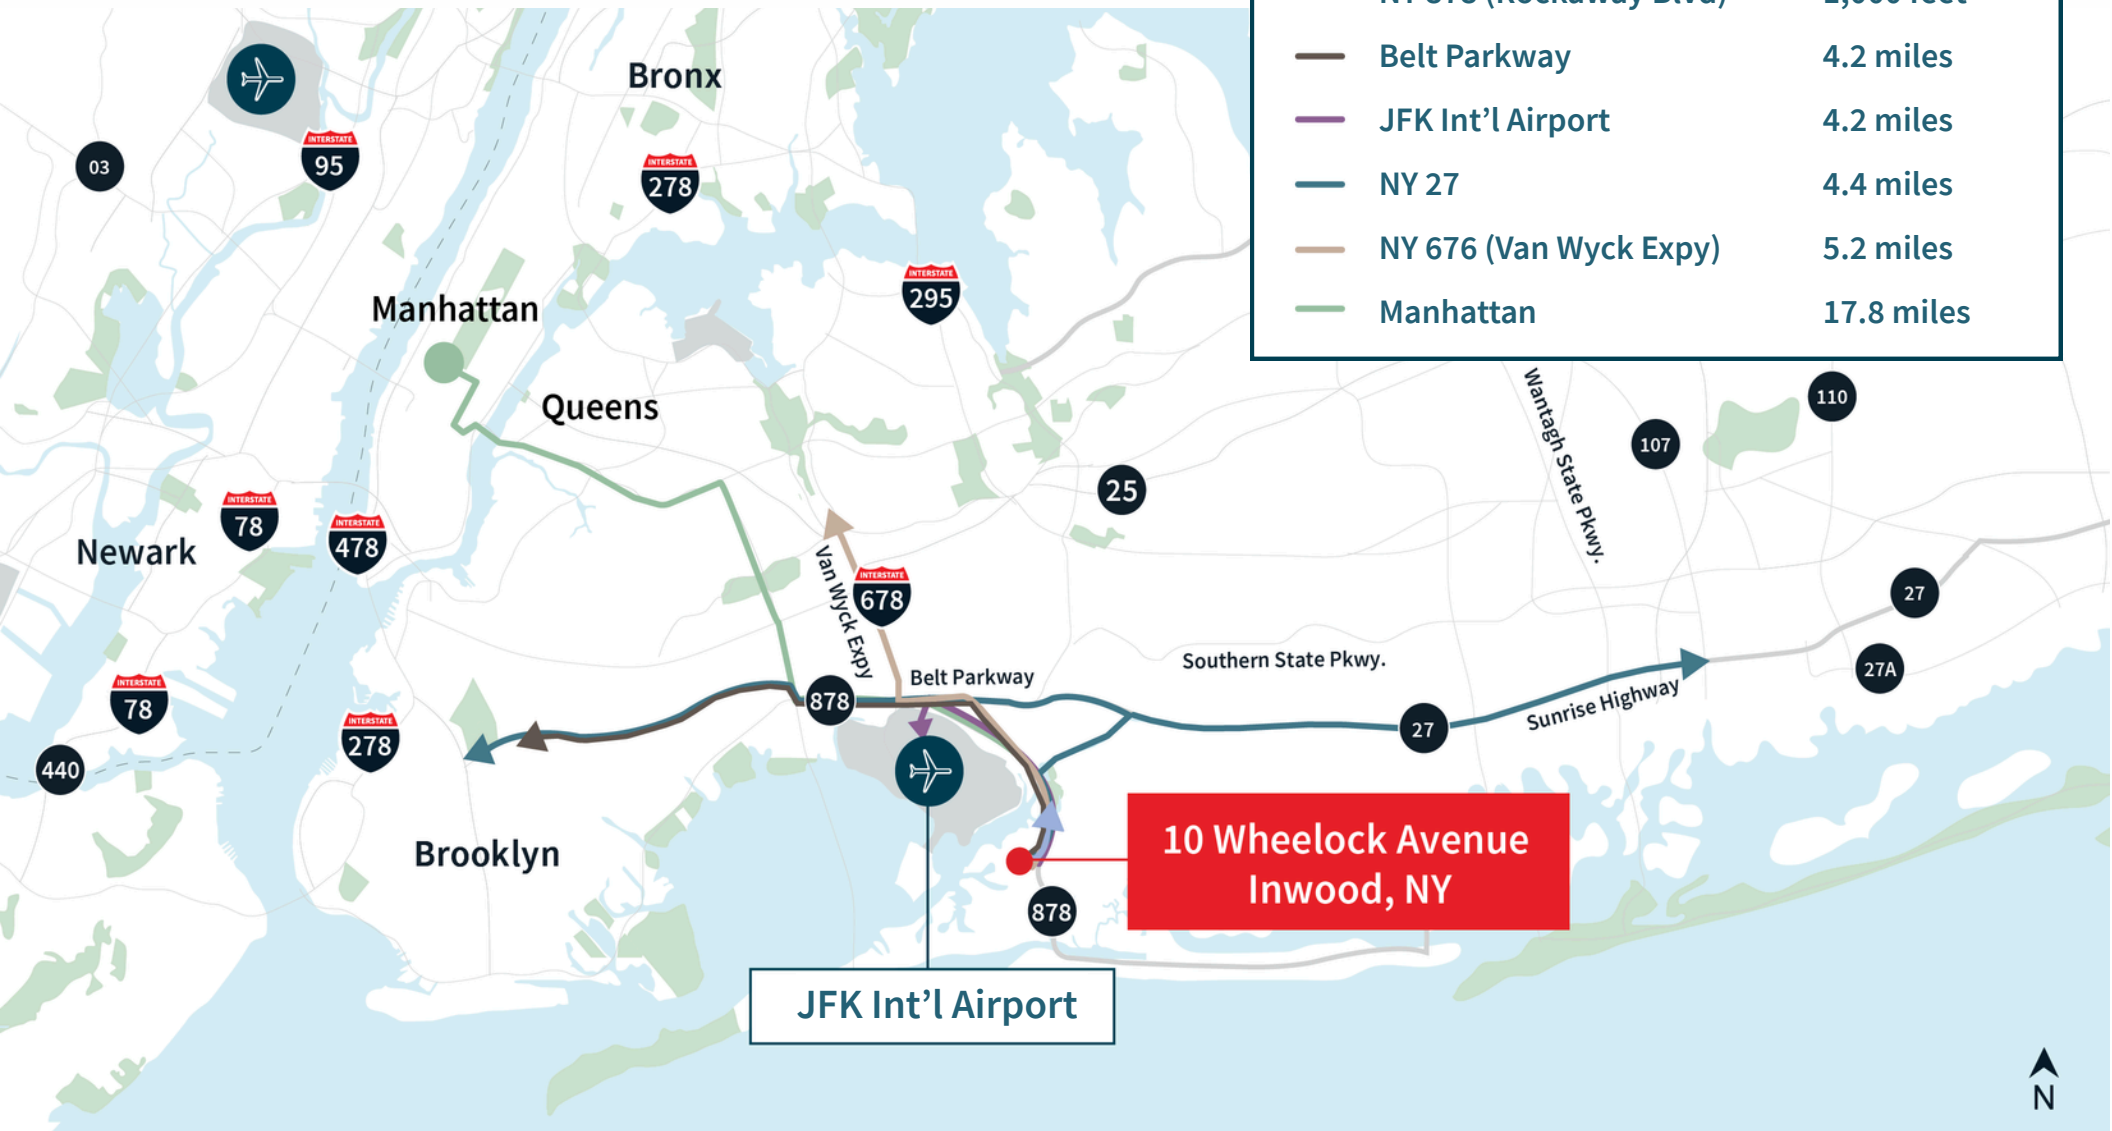 Belt Parkway 4.2 miles
JFK Int'l Airport 4.2 miles
NY 27 4.4 miles
NY 676 (Van Wyck Expy) 5.2 miles
Manhattan 17.8 miles
Bronx
03
INTERSTATE
95
INTERSTATE
278
INTERSTATE
295
Manhattan
Queens
Wantagh State Pkwy.
110
107
25
INTERSTATE
78
INTERSTATE
478
Newark
Van Wyck Expy
INTERSTATE
678
27
Belt Parkway
Southern State Pkwy.
27A
INTERSTATE
78
878
Sunrise Highway
27
INTERSTATE
278
440
Brooklyn
10 Wheelock Avenue
Inwood, NY
878
JFK Int'l Airport
N